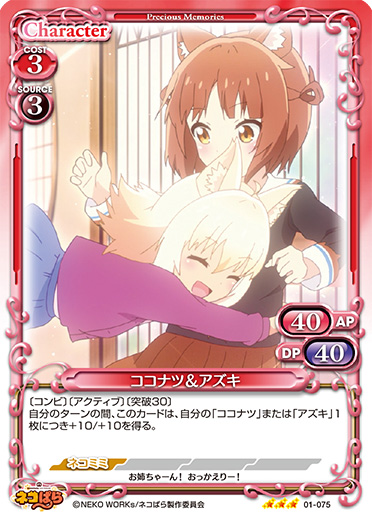 Precious Memories
Character
COST
3
SOURCE
3
40 AP
DP 40
ココナツ&アズキ
[コンビ][アクティブ][突破30]
自分のターンの間、このカードは、自分の「ココナツ」または「アズキ」1
枚につき+10/+10を得る。
ネコミミ
お姉ちゃーん! おっかえりー!
ネコぱら
©NEKO WORKs/ネコぱら製作委員会
01-075